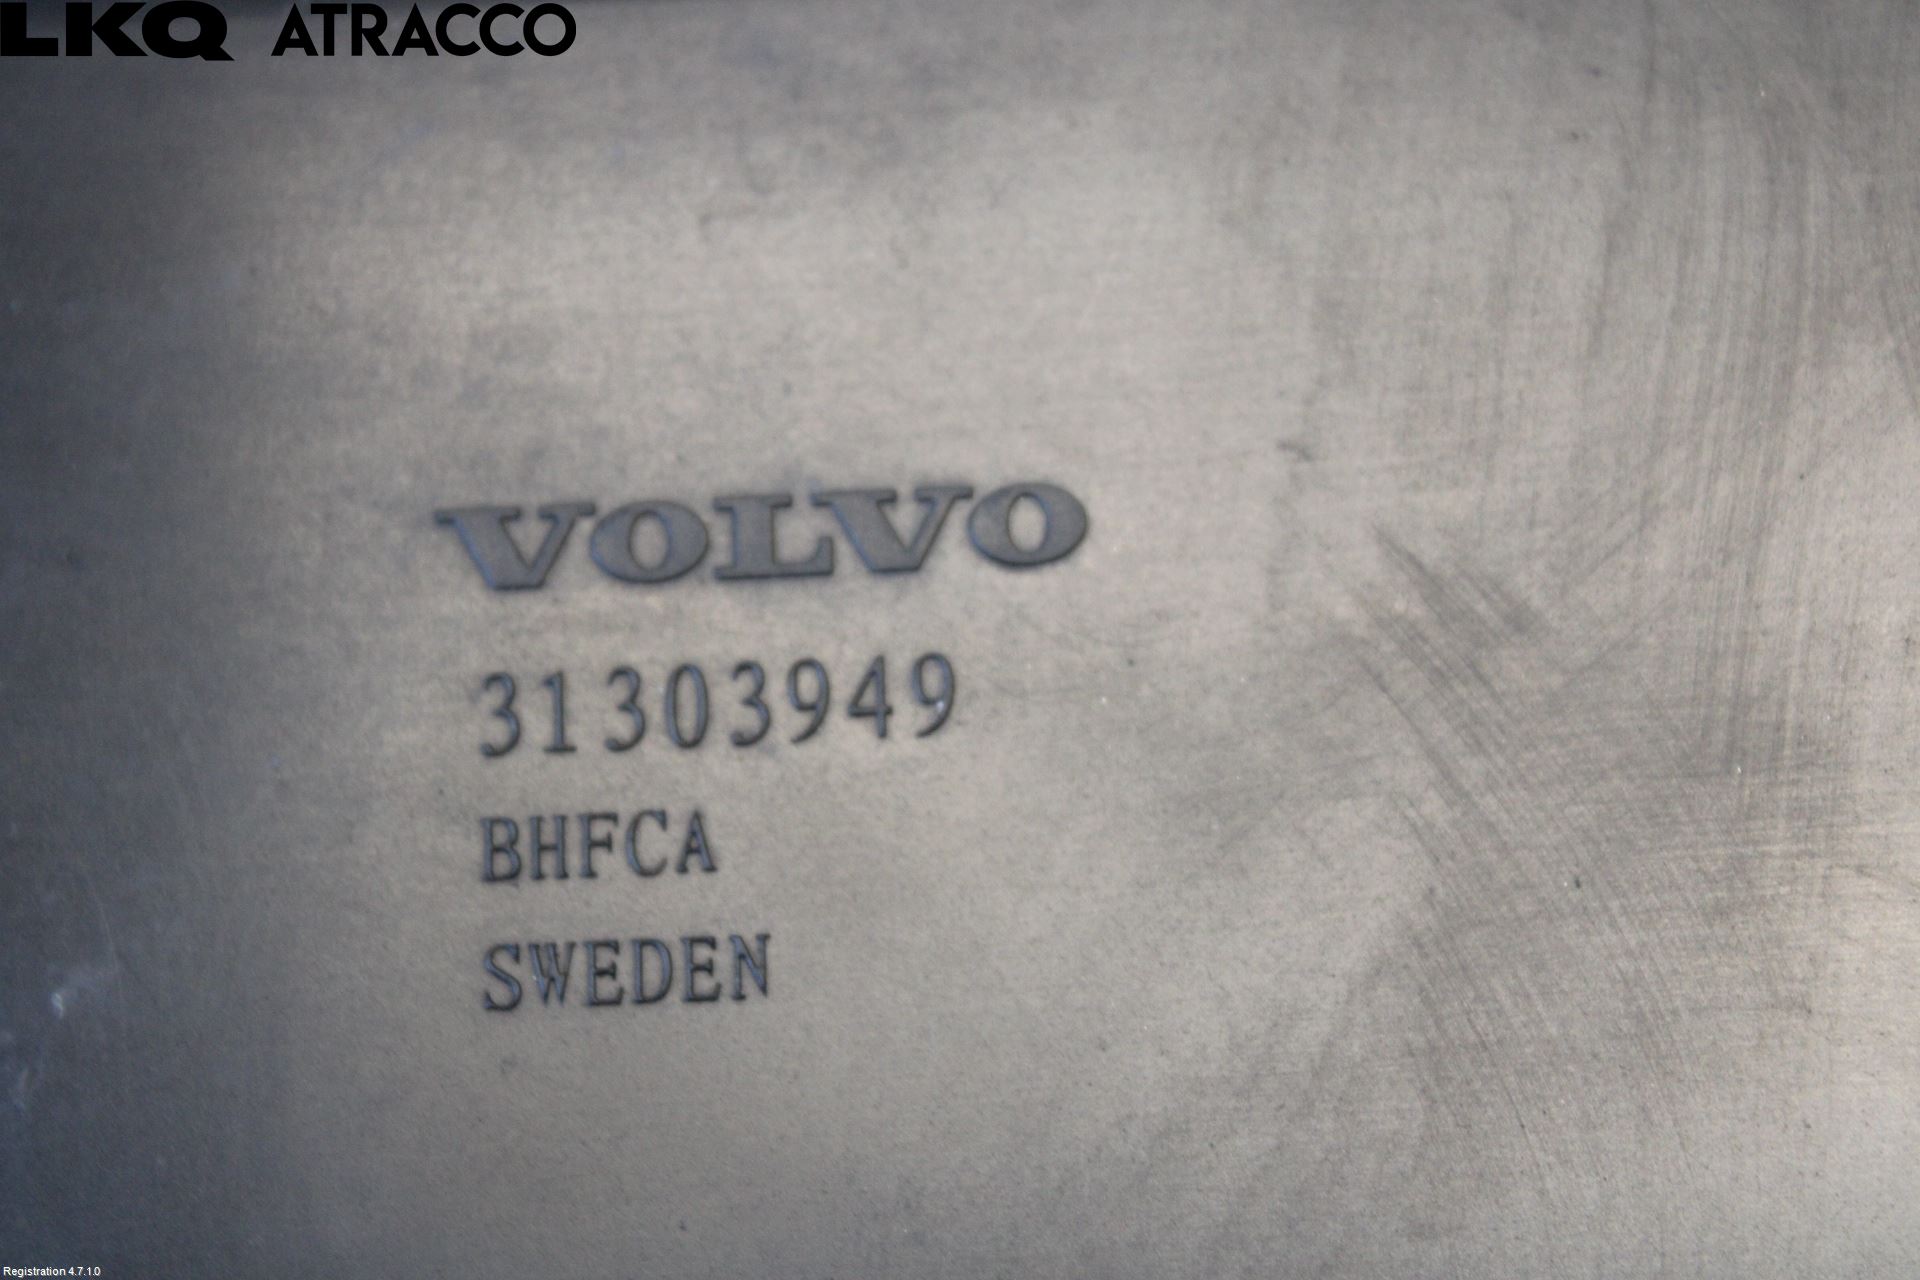 LKQ ATRACCO
VOLVO
31303949
BHFCA
SWEDEN
Registration 4.7.1.0